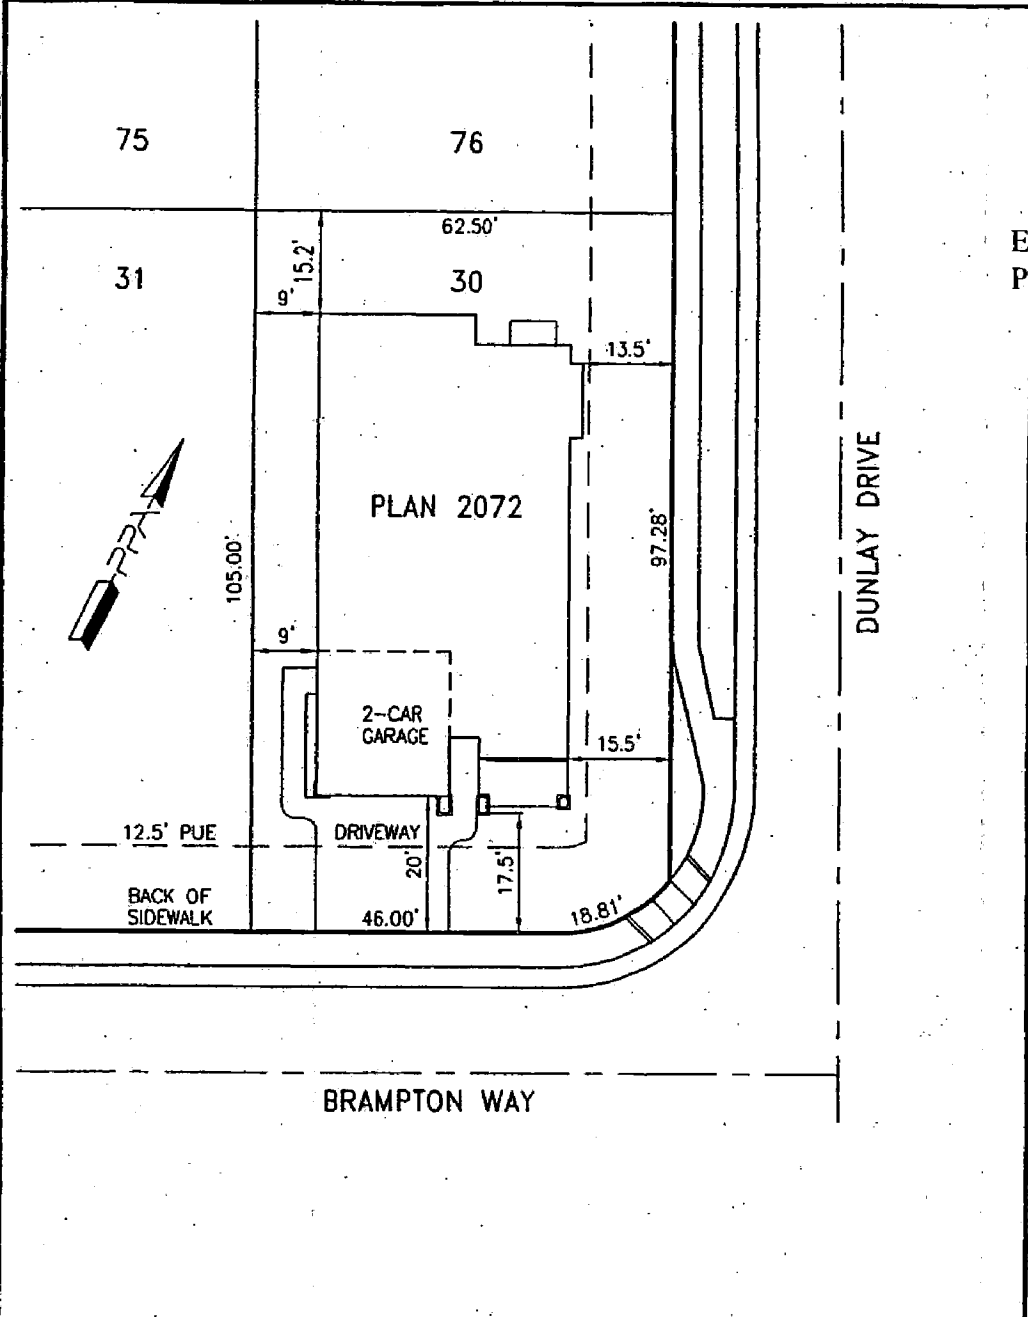 75
76
62.50'
E
P
31
15.2'
30
9'
13.5'
PLAN 2072
DUNLAY DRIVE
97.28'
105.00'
9'
2-CAR
GARAGE
15.5'
12.5' PUE
DRIVEWAY
20'
17.5'
BACK OF
SIDEWALK
46.00'
18.81'
BRAMPTON WAY